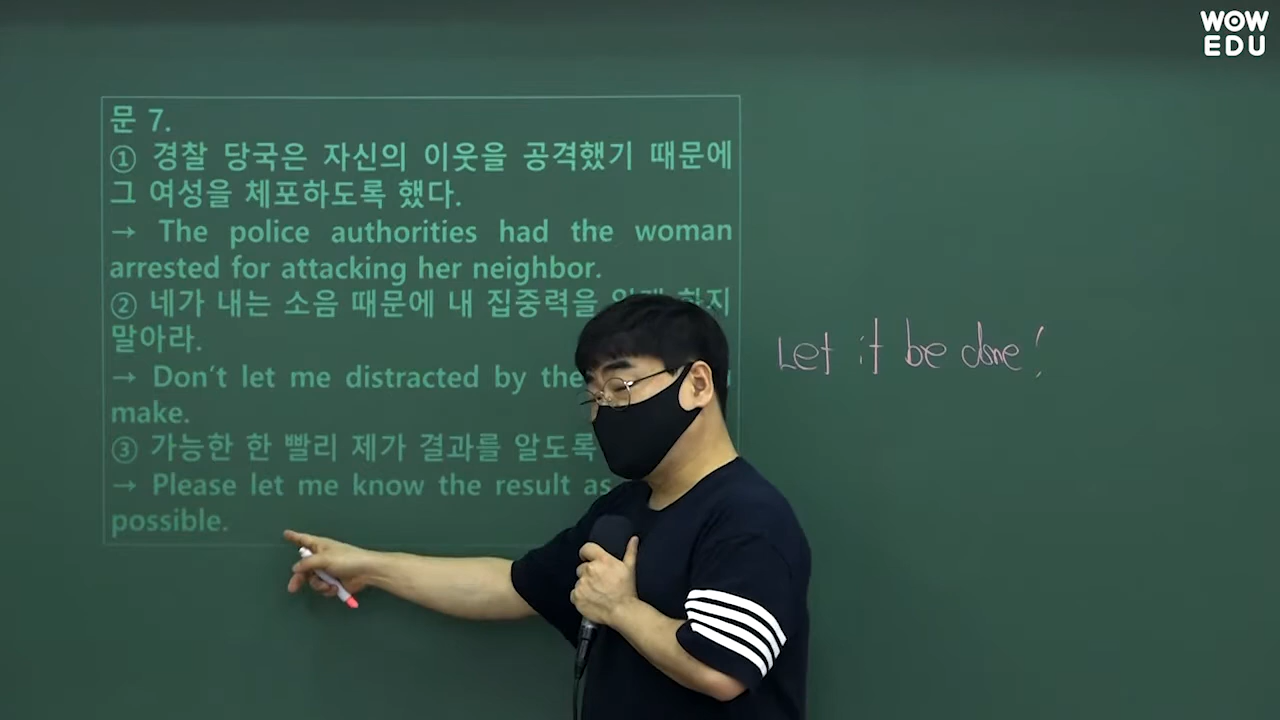 WOW
EDU
문 7.
① 경찰 당국은 자신의 이웃을 공격했기 때문에
그 여성을 체포하도록 했다.
→ The police authorities had the woman
arrested for attacking her neighbor.
② 네가 내는 소음 때문에 내 집중력을 하지
말아라.
→ Don't let me distracted by the
make.
③ 가능한 한 빨리 제가 결과를 알도록
→ Please let me know the result as
possible.
Let it be done!